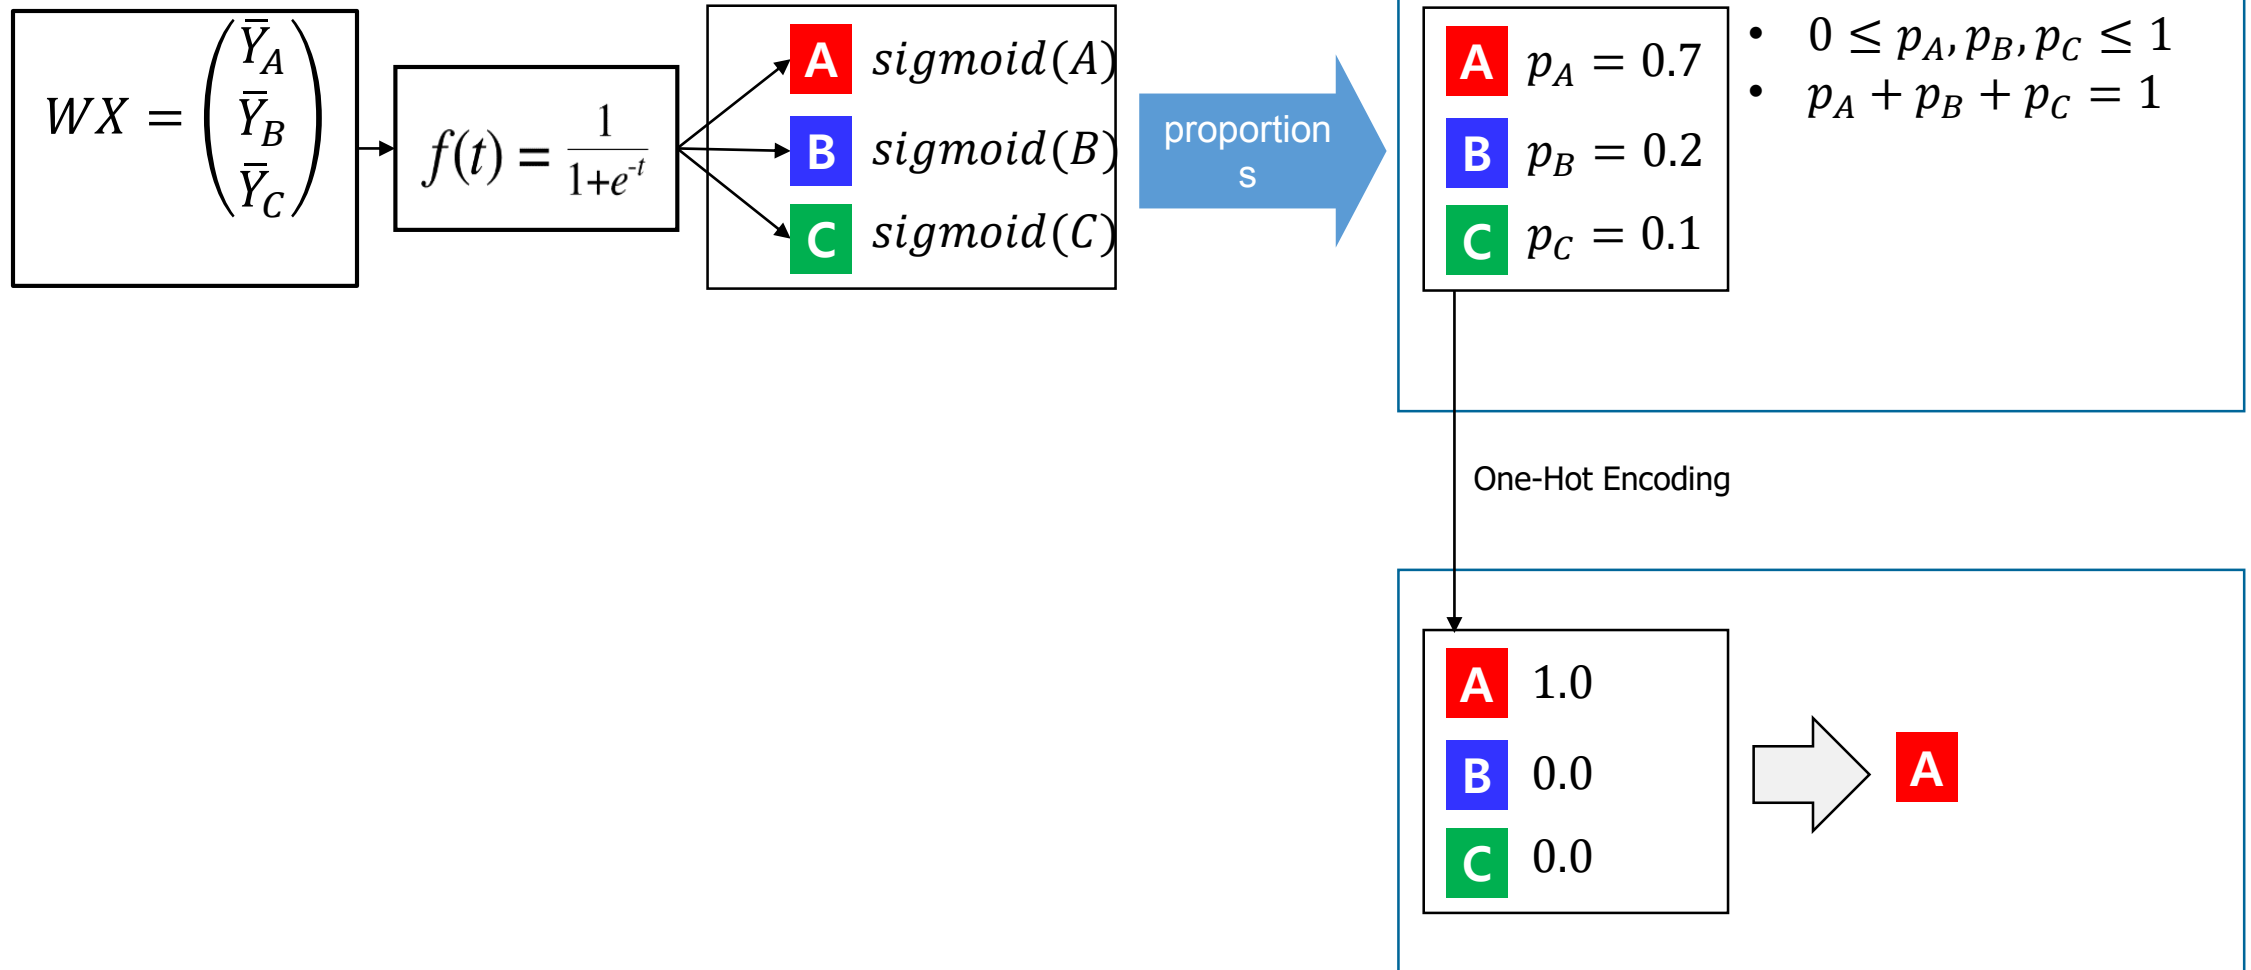 WX = (Ȳ_A Ȳ_B Ȳ_C)
f(t) = 1/(1+e^-t)
A sigmoid(A)
B sigmoid(B)
C sigmoid(C)
proportion
s
A p_A = 0.7
B p_B = 0.2
C p_C = 0.1
• 0 ≤ p_A, p_B, p_C ≤ 1
• p_A + p_B + p_C = 1
One-Hot Encoding
A 1.0
B 0.0
C 0.0
A